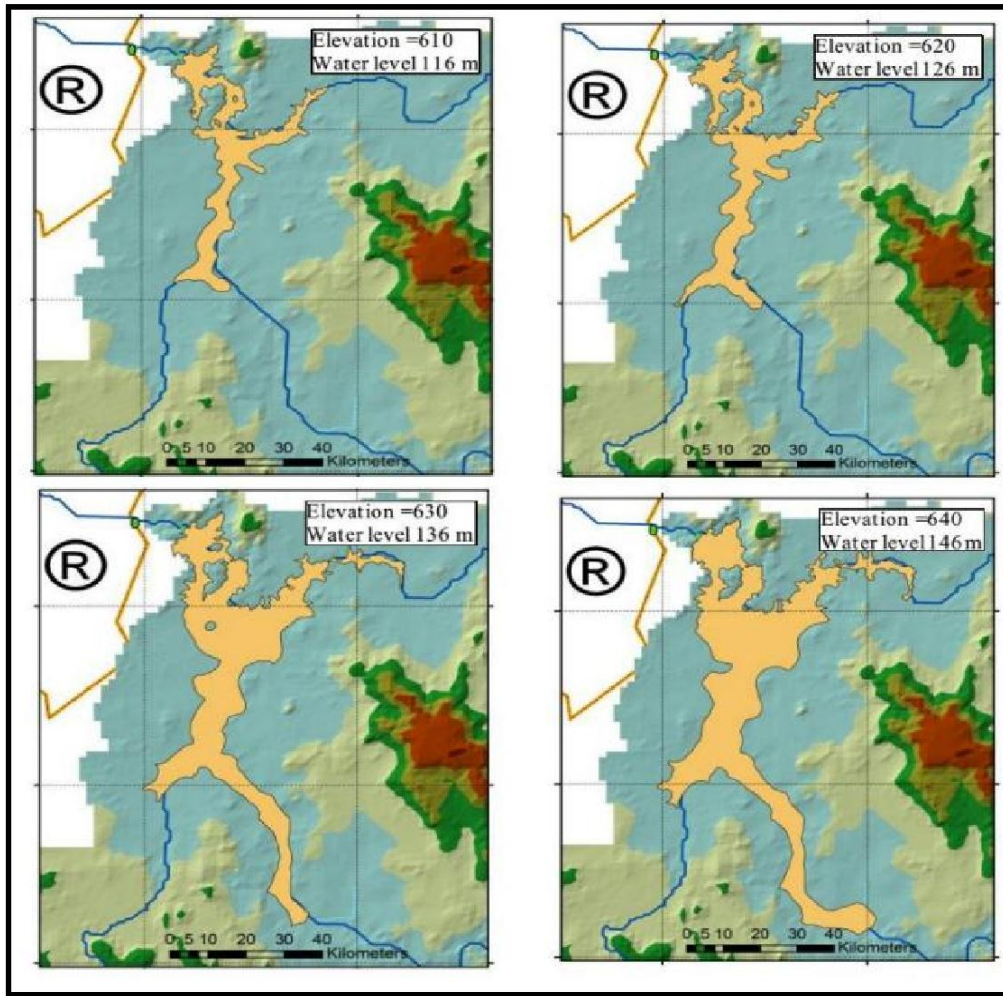 Elevation =610
Water level 116 m
R
0 5 10 20 30 40
Kilometers
Elevation =620
Water level 126 m
R
0 5 10 20 30 40
Kilometers
Elevation =630
Water level 136 m
R
0 5 10 20 30 40
Kilometers
Elevation =640
Water level 146 m
R
0 5 10 20 30 40
Kilometers